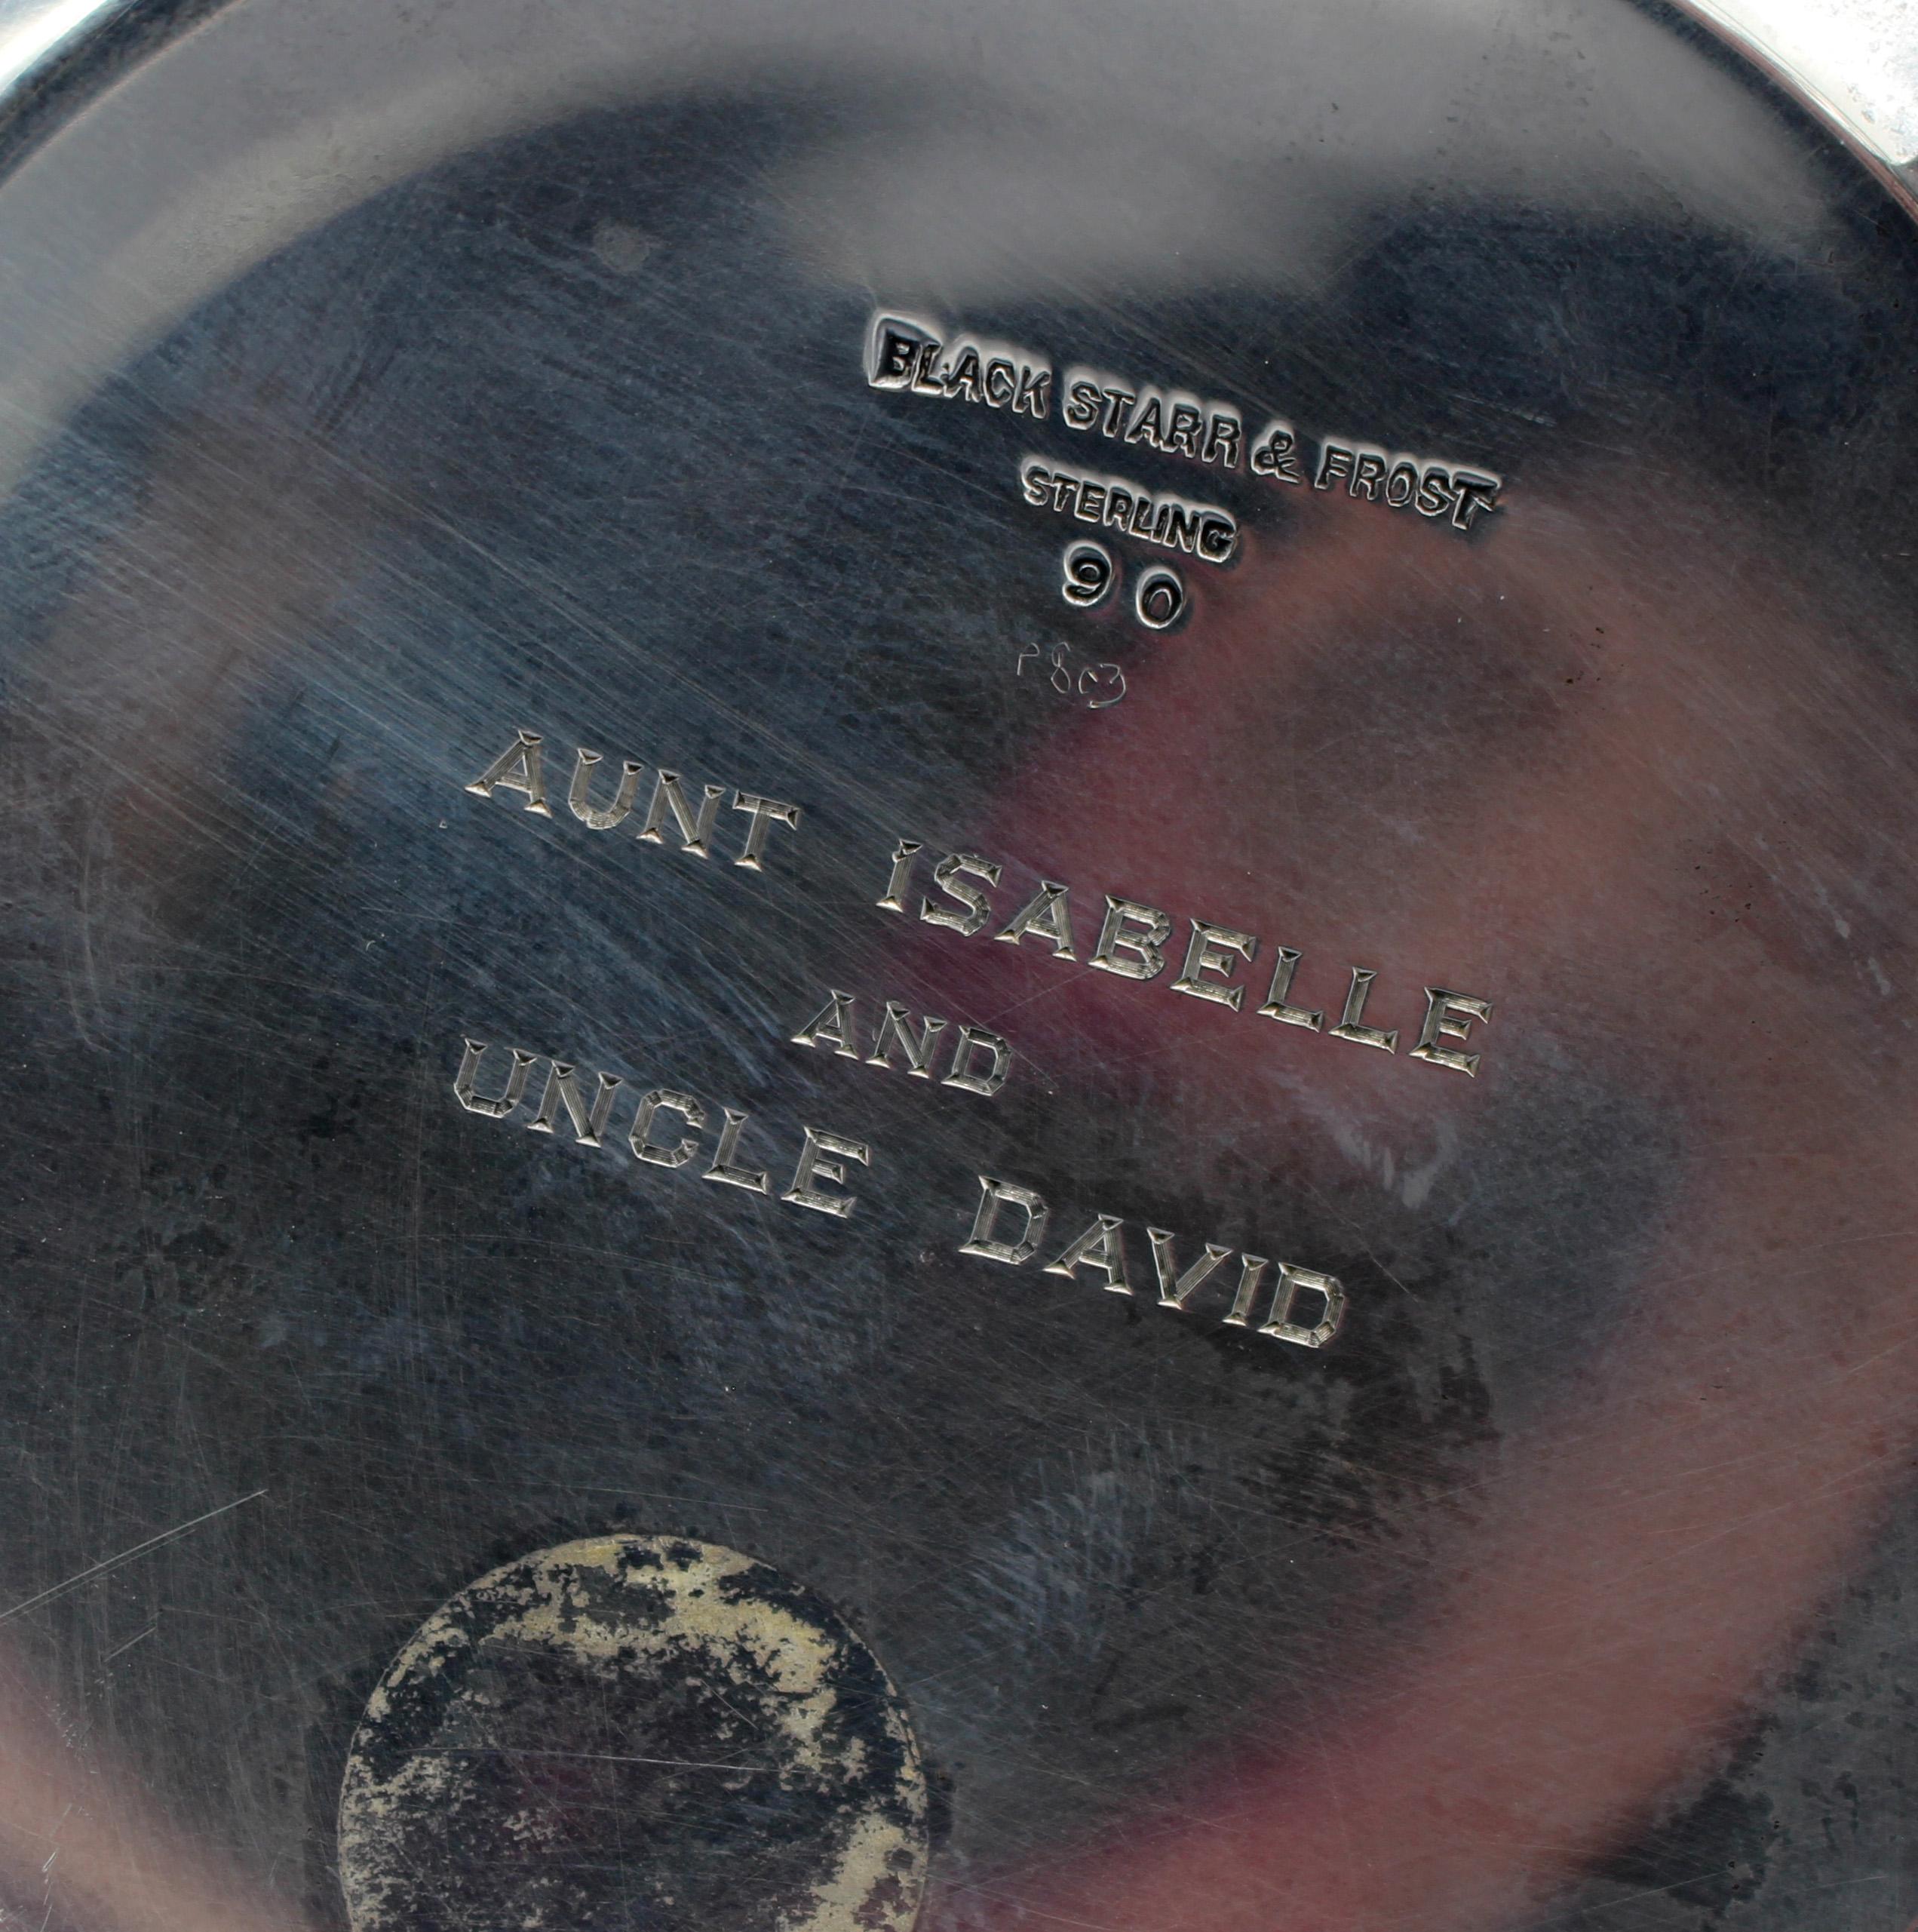 BLACK STARR & FROST
STERLING
90
AUNT ISABELLE
AND
UNCLE DAVID